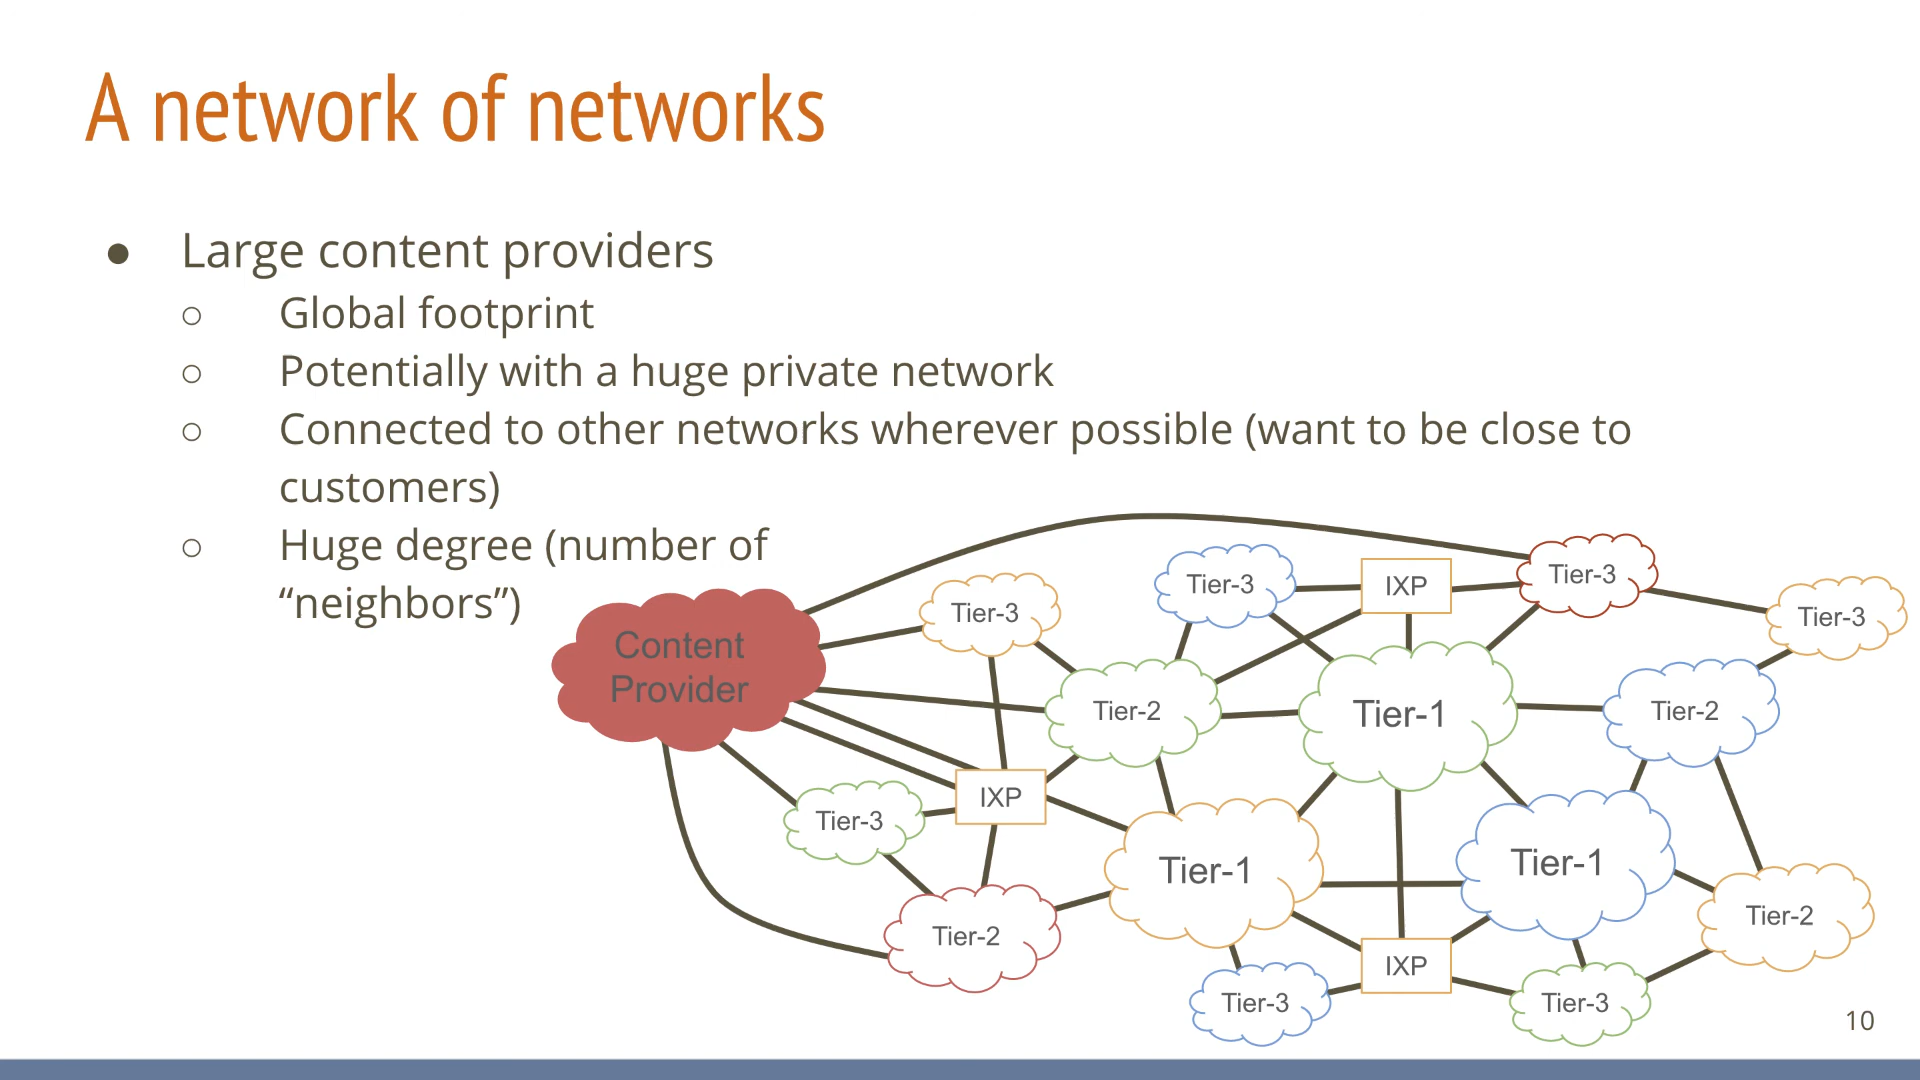 A network of networks
● Large content providers
○ Global footprint
○ Potentially with a huge private network
○ Connected to other networks wherever possible (want to be close to
customers)
○ Huge degree (number of
“neighbors”)
Content
Provider
Tier-3
Tier-3
IXP
Tier-3
Tier-3
Tier-2
Tier-1
Tier-2
Tier-3
IXP
Tier-1
Tier-1
Tier-2
Tier-2
IXP
Tier-3
Tier-3
10